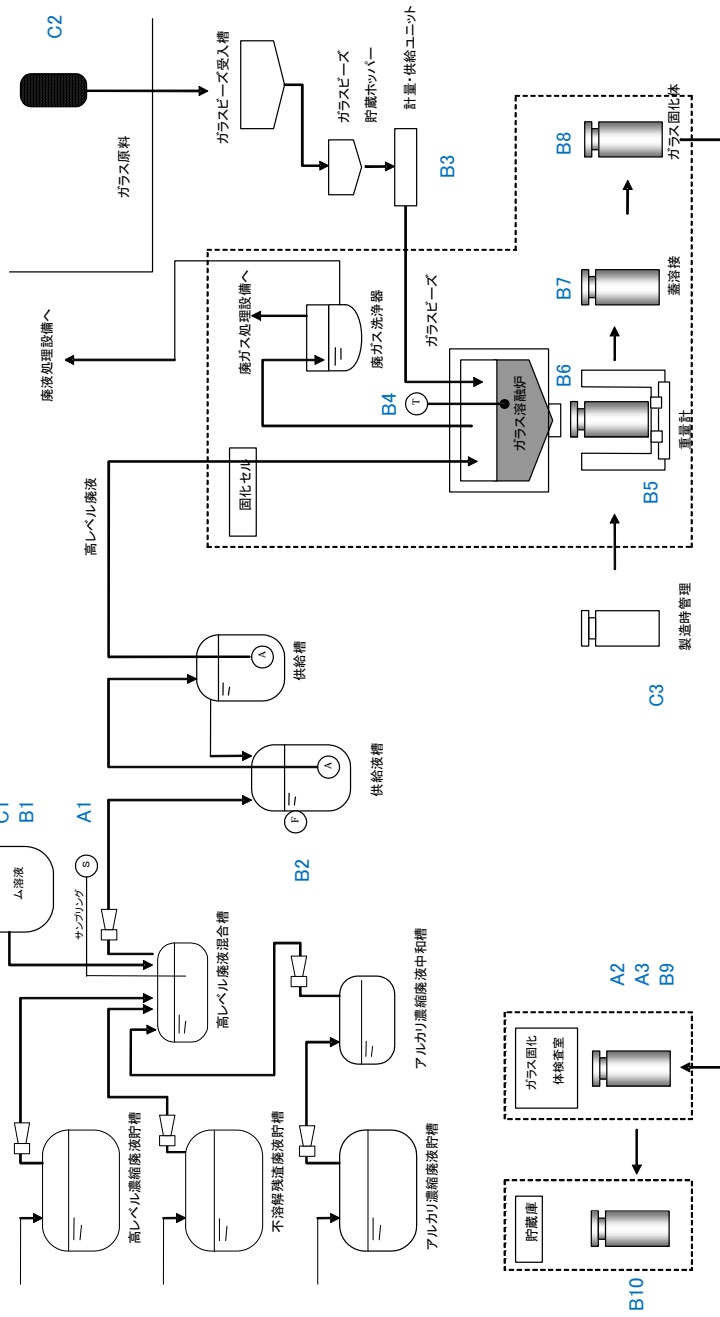 高レベル濃縮廃液貯槽
不溶解残渣廃液貯槽
アルカリ濃縮廃液貯槽
アルカリ濃縮廃液中和槽
高レベル廃液混合槽
ム溶液
C1
B1
A1
サンプリング
S
供給液槽
F
A
B2
供給槽
A
高レベル廃液
固化セル
廃液処理設備へ
廃ガス処理設備へ
廃ガス洗浄器
ガラス原料
C2
ガラスビーズ受入槽
ガラスビーズ
貯蔵ホッパー
計量・供給ユニット
B3
ガラスビーズ
B4
T
ガラス溶融炉
C3
製造時管理
B5
重量計
B6
B7
蓋溶接
B8
ガラス固化体
ガラス固化
体検査室
A2
A3
B9
貯蔵庫
B10